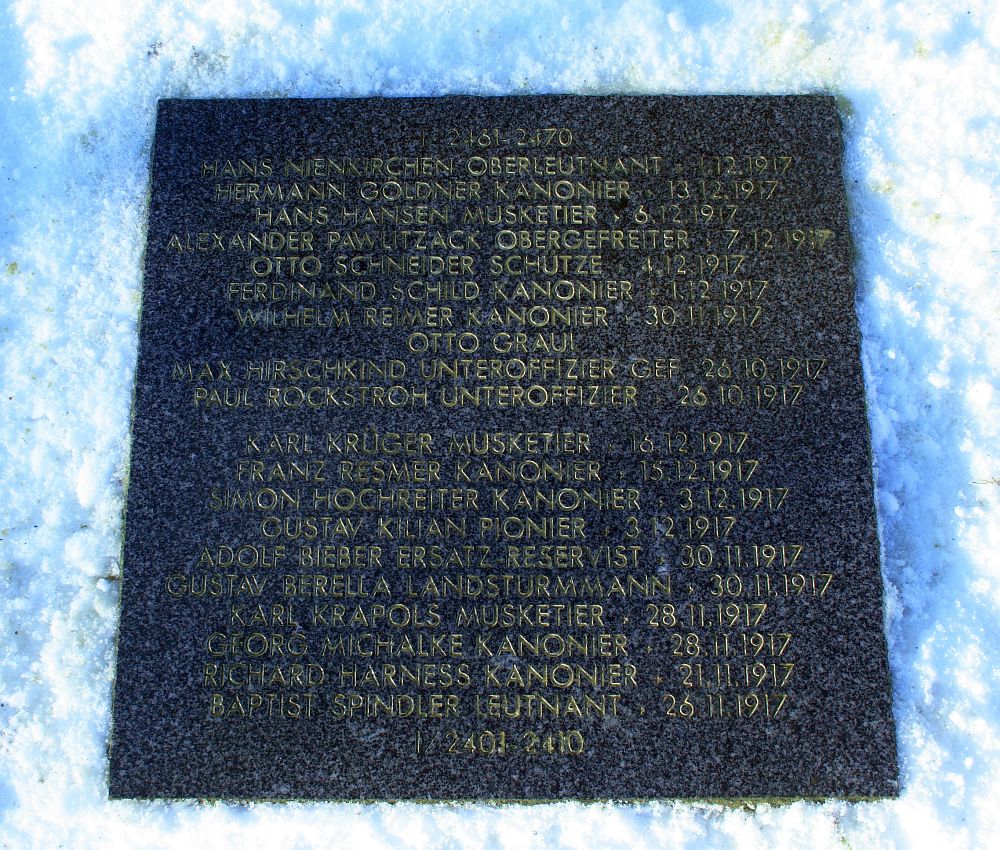 1/2461-2470
HANS NIENKIRCHEN OBERLEUTNANT › 1.12.1917
HERMANN GÖLDNER KANONIER › 13.12.1917
HANS HANSEN MUSKETIER › 6.12.1917
ALEXANDER PAWLITZACK OBERGEFREITER › 7.12.1917
OTTO SCHNEIDER SCHÜTZE › 4.12.1917
FERDINAND SCHILD KANONIER › 1.12.1917
WILHELM REIMER KANONIER › 30.11.1917
OTTO GRAUL
MAX HIRSCHKIND UNTEROFFIZIER GEF. 26.10.1917
PAUL ROCKSTROH UNTEROFFIZIER › 26.10.1917
KARL KRÜGER MUSKETIER › 16.12.1917
FRANZ RESMER KANONIER › 15.12.1917
SIMON HOCHREITER KANONIER › 3.12.1917
GUSTAV KILIAN PIONIER › 3.12.1917
ADOLF BIEBER ERSATZ RESERVIST › 30.11.1917
GUSTAV BERELLA LANDSTURMMANN › 30.11.1917
KARL KRAPOLS MUSKETIER › 28.11.1917
GEORG MICHALKE KANONIER › 28.11.1917
RICHARD HARNESS KANONIER › 21.11.1917
BAPTIST SPINDLER LEUTNANT › 26.11.1917
1/2401-2410